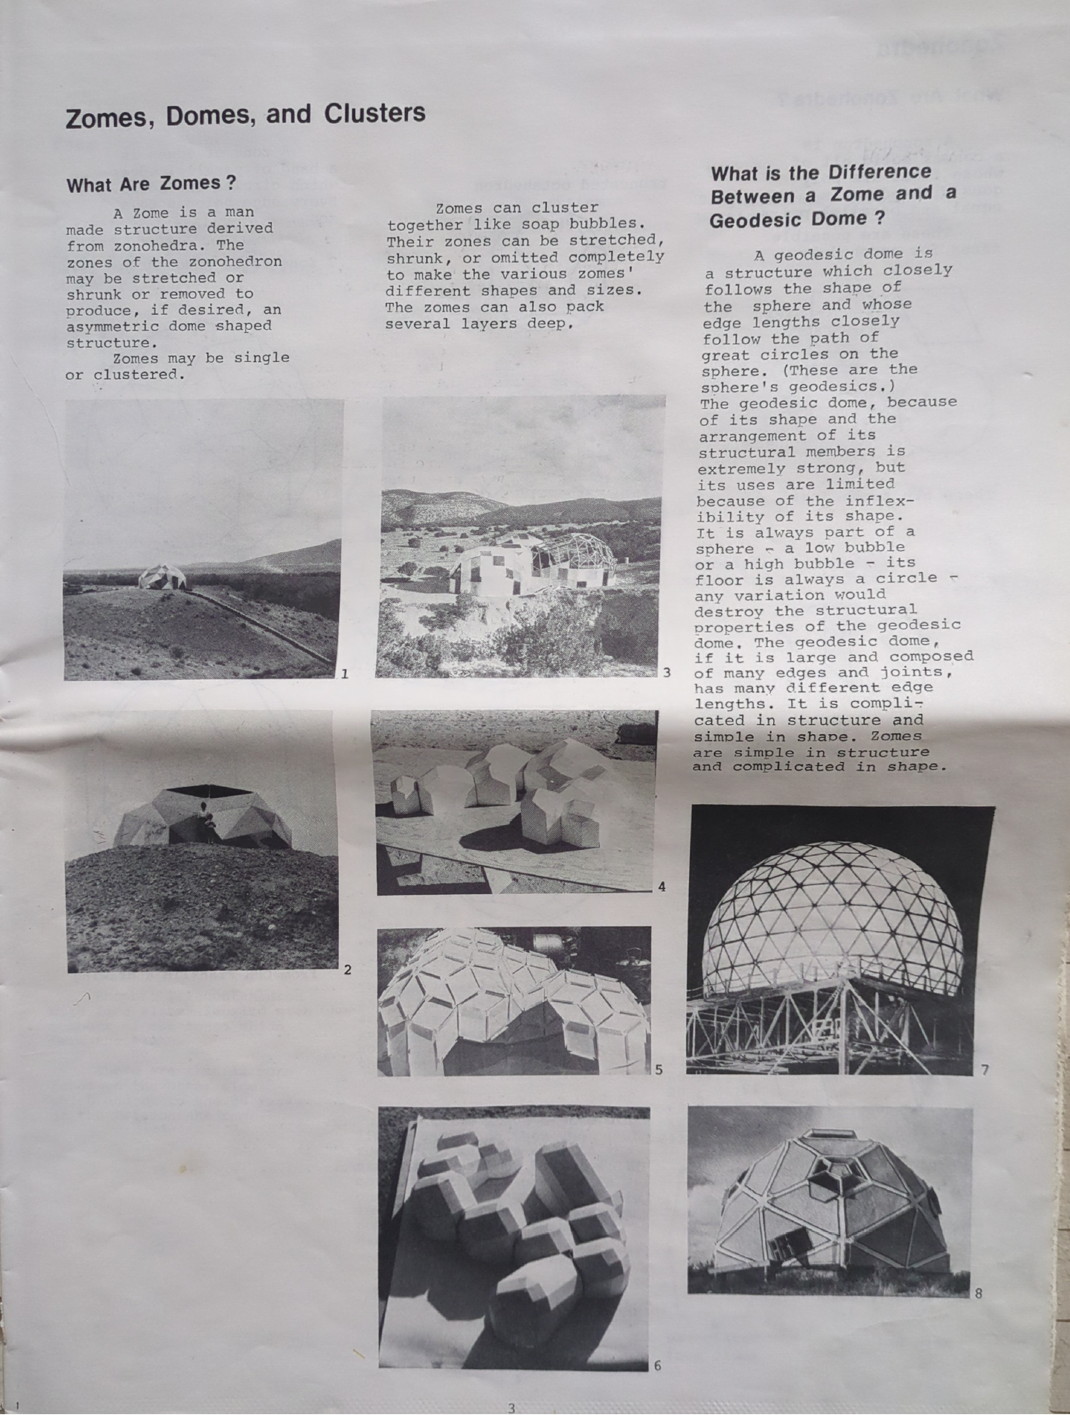 Zomes, Domes, and Clusters
What Are Zomes ?
A Zome is a man
made structure derived
from zonohedra. The
zones of the zonohedron
may be stretched or
shrunk or removed to
produce, if desired, an
asymmetric dome shaped
structure.
Zomes may be single
or clustered.
1
2
Zomes can cluster
together like soap bubbles.
Their zones can be stretched,
shrunk, or omitted completely
to make the various zomes'
different shapes and sizes.
The zomes can also pack
several layers deep.
3
4
5
6
What is the Difference
Between a Zome and a
Geodesic Dome ?
A geodesic dome is
a structure which closely
follows the shape of
the sphere and whose
edge lengths closely
follow the path of
great circles on the
sphere. (These are the
sphere's geodesics.)
The geodesic dome, because
of its shape and the
arrangement of its
structural members is
extremely strong, but
its uses are limited
because of the inflex-
ibility of its shape.
It is always part of a
sphere - a low bubble
or a high bubble - its
floor is always a circle -
any variation would
destroy the structural
properties of the geodesic
dome. The geodesic dome,
if it is large and composed
of many edges and joints,
has many different edge
lengths. It is compli-
cated in structure and
simple in shape. Zomes
are simple in structure
and complicated in shape.
7
8
1
3